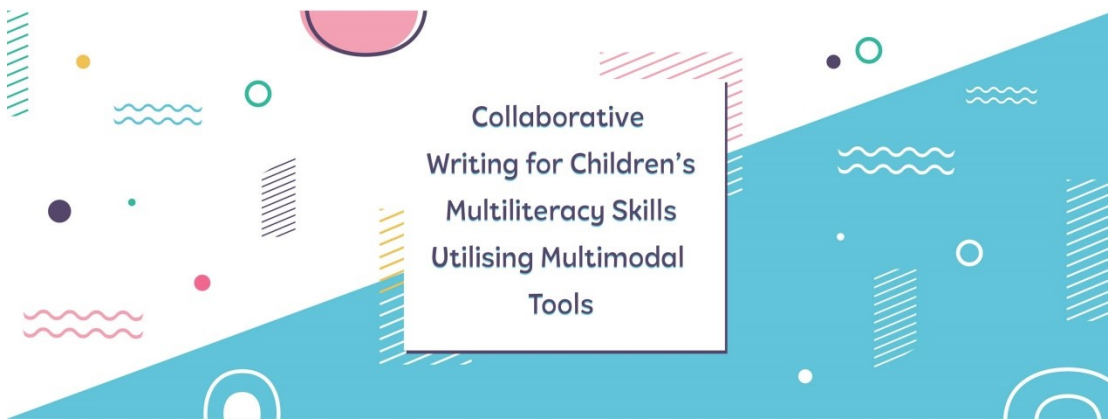 Collaborative
Writing for Children's
Multiliteracy Skills
Utilising Multimodal
Tools